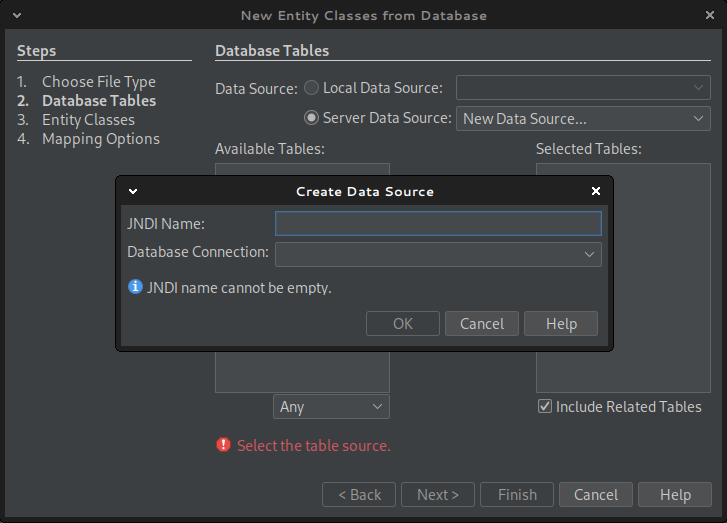 New Entity Classes from Database
Steps
Database Tables
1. Choose File Type
2. Database Tables
3. Entity Classes
4. Mapping Options
Data Source: Local Data Source:
Server Data Source: New Data Source...
Available Tables: Selected Tables:
Create Data Source
JNDI Name:
Database Connection:
JNDI name cannot be empty.
OK Cancel Help
Any
Include Related Tables
Select the table source.
< Back Next > Finish Cancel Help